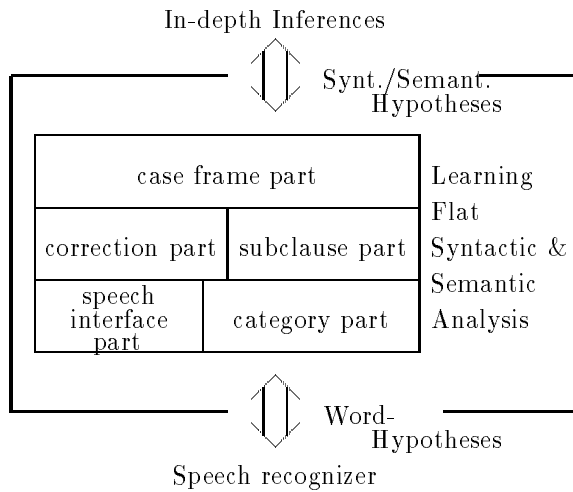 In-depth Inferences
Synt./Semant.
Hypotheses
case frame part
Learning
Flat
correction part
subclause part
Syntactic &
Semantic
speech
interface
part
category part
Analysis
Word-
Hypotheses
Speech recognizer